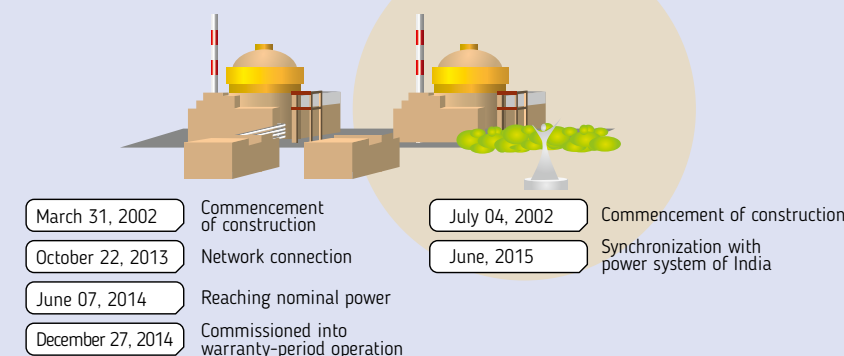 March 31, 2002
Commencement
of construction
October 22, 2013
Network connection
June 07, 2014
Reaching nominal power
December 27, 2014
Commissioned into
warranty-period operation
July 04, 2002
Commencement of construction
June, 2015
Synchronization with
power system of India